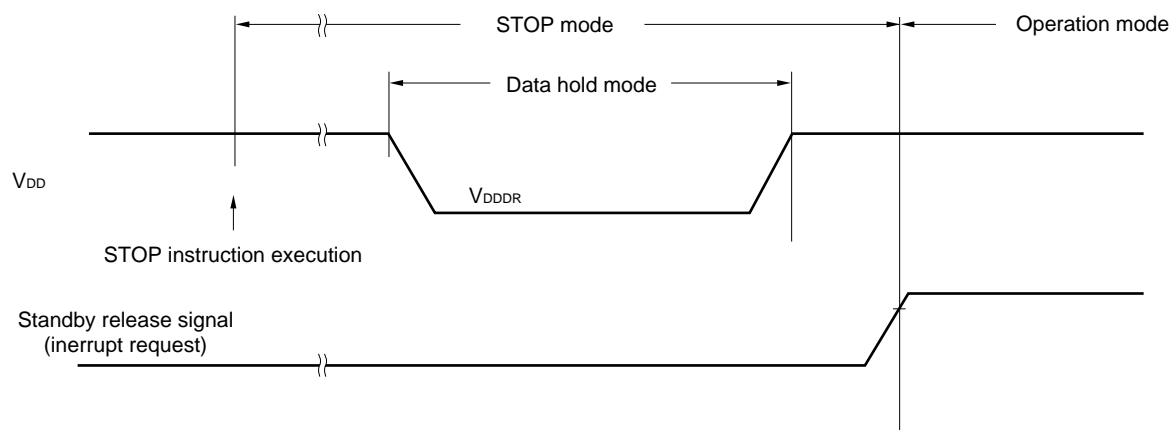 STOP mode
Operation mode
Data hold mode
VDD
VDDDR
STOP instruction execution
Standby release signal
(inerrupt request)